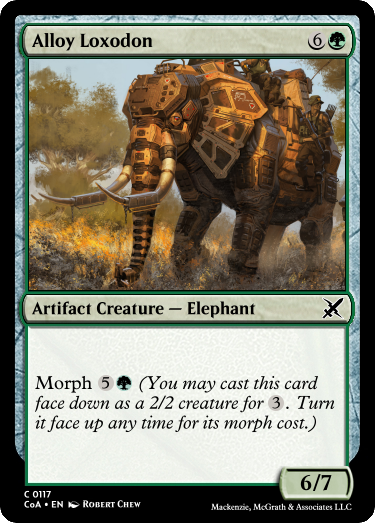 Alloy Loxodon 6
Artifact Creature — Elephant
Morph 5 (You may cast this card
face down as a 2/2 creature for 3. Turn
it face up any time for its morph cost.)
6/7
C 0117
CoA • EN Robert Chew
Mackenzie, McGrath & Associates LLC